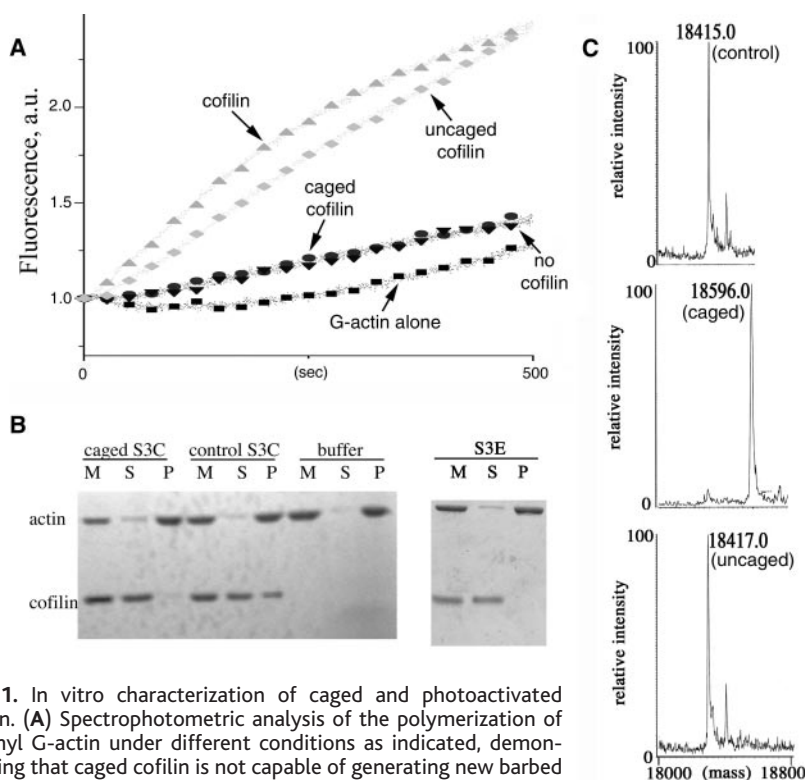 A
Fluorescence, a.u.
2.0
1.5
1.0
0
(sec)
500
cofilin
uncaged
cofilin
caged
cofilin
no
cofilin
G-actin alone
B
caged S3C control S3C buffer S3E
M S P M S P M S P M S P
actin
cofilin
C
18415.0
(control)
100
relative intensity
0
18596.0
(caged)
100
relative intensity
0
18417.0
(uncaged)
100
relative intensity
0
18000 (mass) 18800
1. In vitro characterization of caged and photoactivated
n. (A) Spectrophotometric analysis of the polymerization of
nyl G-actin under different conditions as indicated, demon-
ing that caged cofilin is not capable of generating new barbed